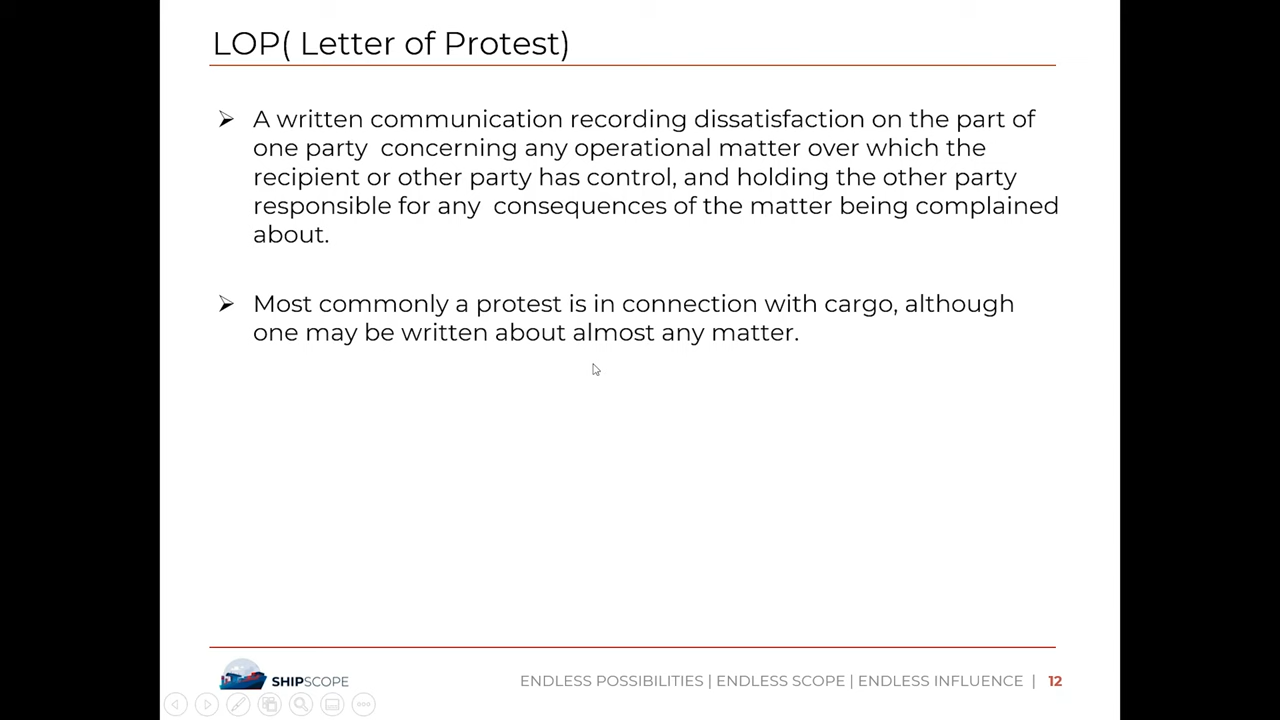 LOP( Letter of Protest)
A written communication recording dissatisfaction on the part of
one party  concerning any operational matter over which the
recipient or other party has control, and holding the other party
responsible for any  consequences of the matter being complained
about.
Most commonly a protest is in connection with cargo, although
one may be written about almost any matter.
SHIPSCOPE
ENDLESS POSSIBILITIES | ENDLESS SCOPE | ENDLESS INFLUENCE | 12